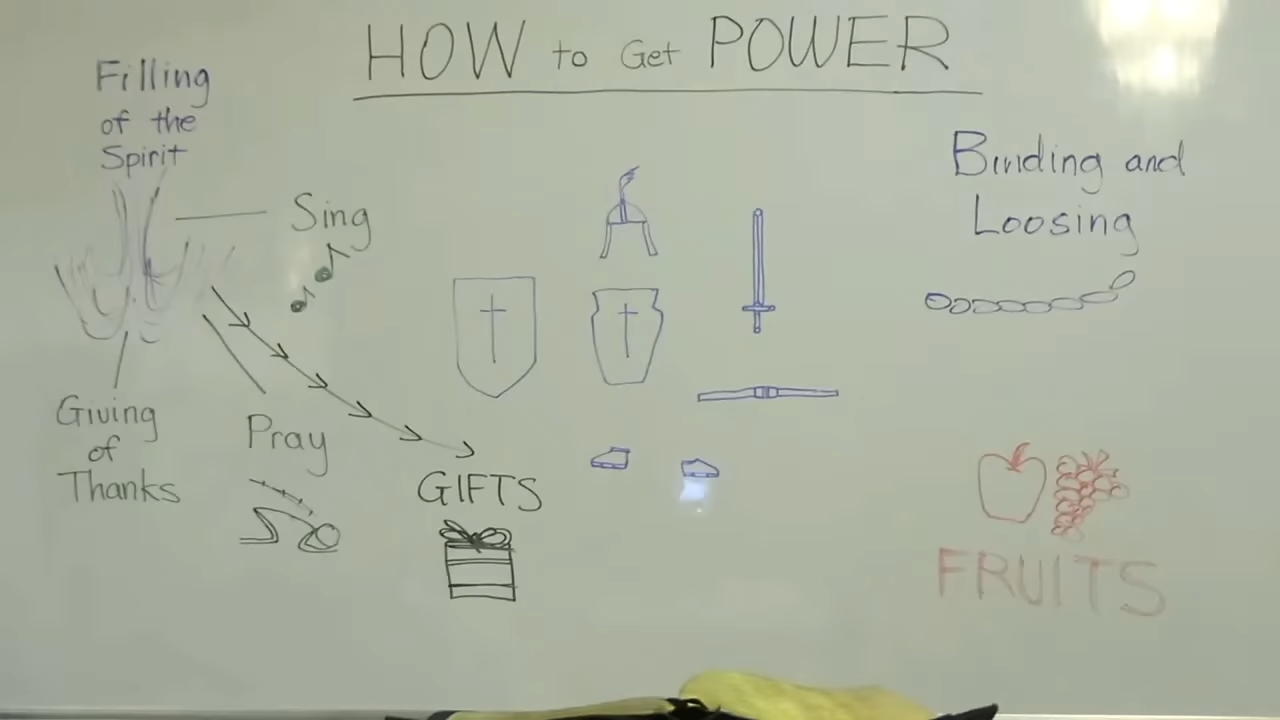 HOW to Get POWER
Filling
of the
Spirit
Sing
Giving
of
Thanks
Pray
GIFTS
Binding and
Loosing
FRUITS